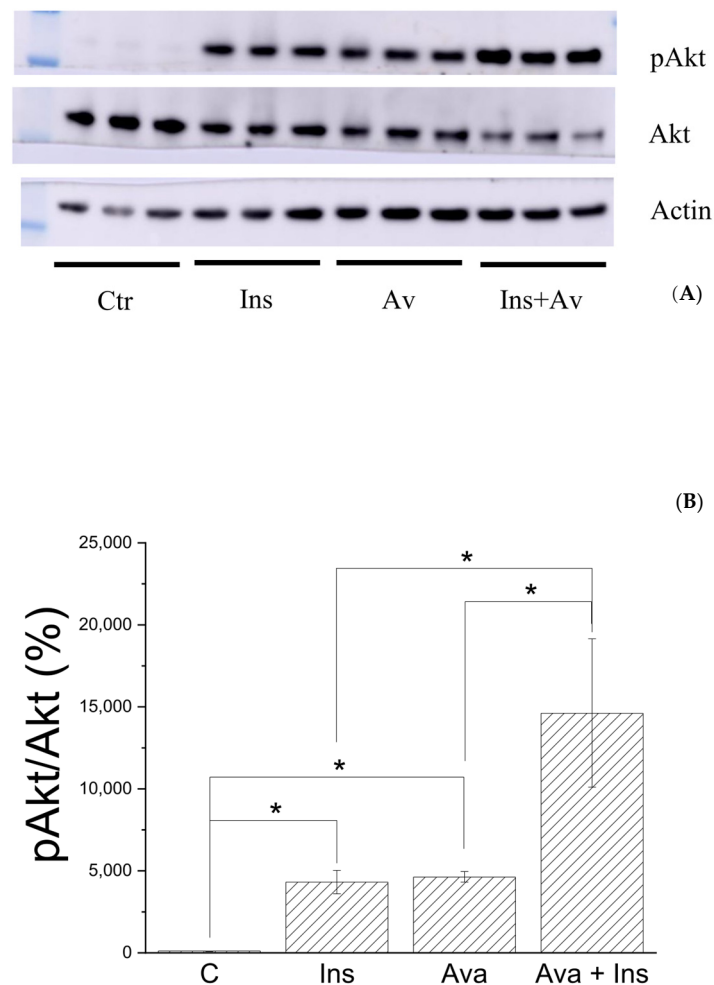 pAkt
Akt
Actin
Ctr Ins Av Ins+Av
(A)
(B)
pAkt/Akt (%)
25,000
20,000
15,000
10,000
5,000
0
*
*
*
*
C Ins Ava Ava + Ins